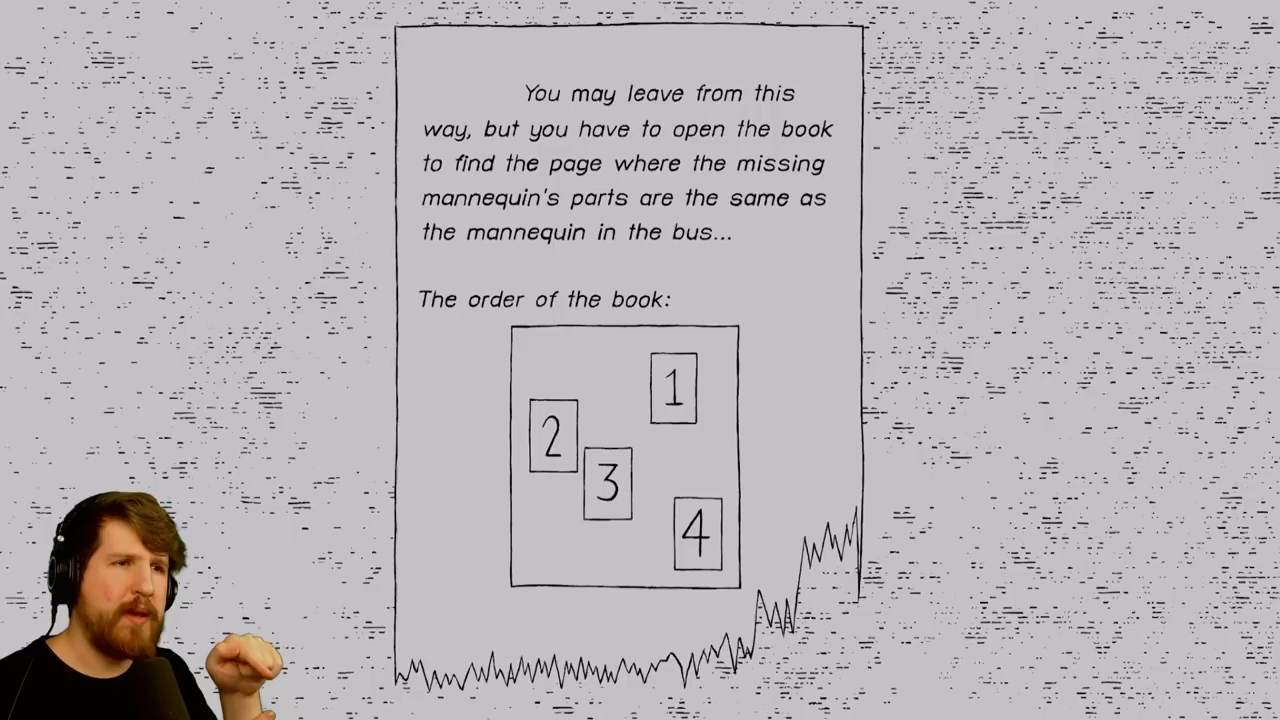 You may leave from this
way, but you have to open the book
to find the page where the missing
mannequin's parts are the same as
the mannequin in the bus...
The order of the book:
1
2
3
4